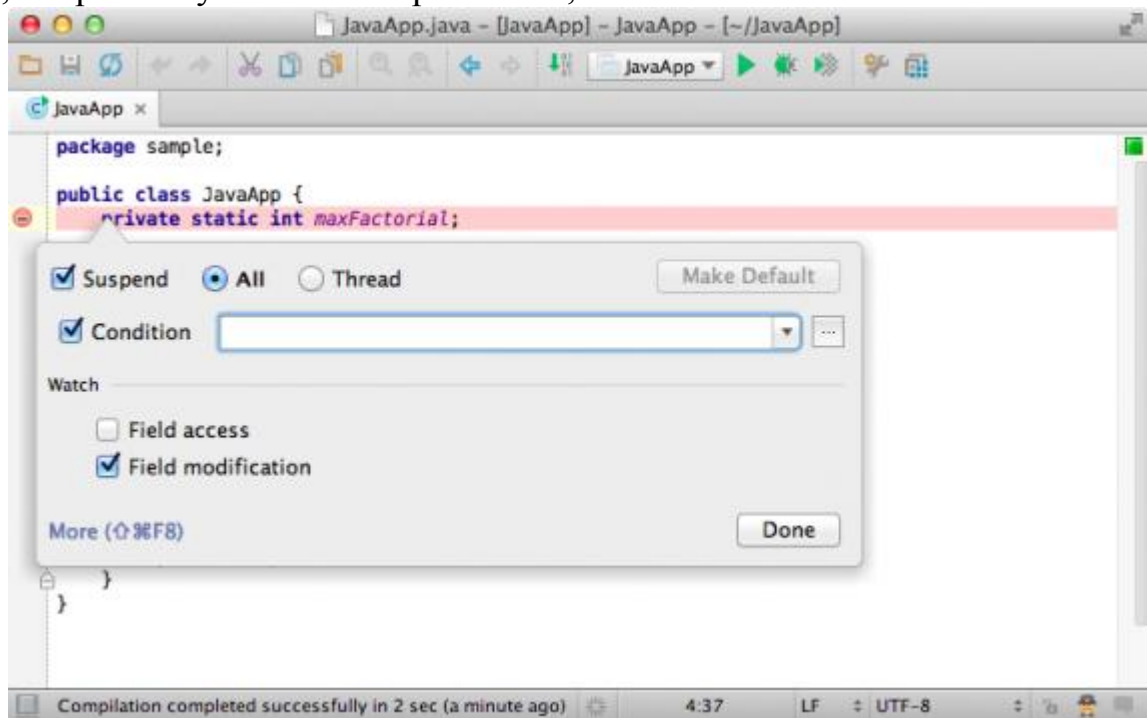 JavaApp.java – [JavaApp] – JavaApp – [~/JavaApp]
JavaApp
JavaApp ×
package sample;
public class JavaApp {
private static int maxFactorial;
Suspend All Thread Make Default
Condition ...
Watch
Field access
Field modification
More (⇧⌘F8) Done
}
}
Compilation completed successfully in 2 sec (a minute ago) 4:37 LF UTF-8